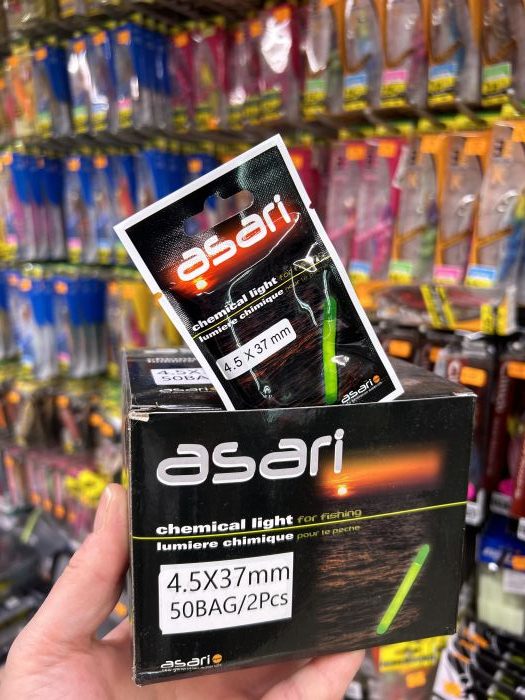 asari
chemical light for
lumiere chimique
4.5 X 37 mm
asari
4.5X
50BAG
asari
chemical light for fishing
lumiere chimique pour le peche
4.5X37mm
50BAG/2Pcs
asari